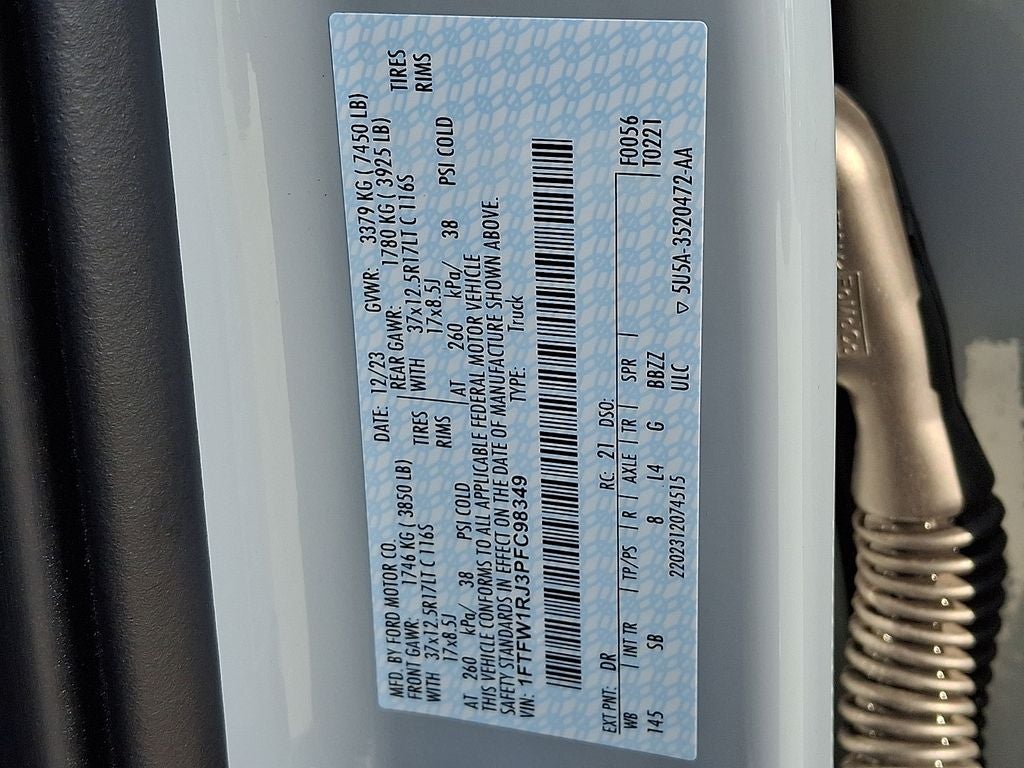 MFD. BY FORD MOTOR CO. DATE: 12/23 GVWR: 3379 KG ( 7450 LB)
FRONT GAWR: 1746 KG ( 3850 LB) REAR GAWR: 1780 KG ( 3925 LB)
WITH 37x12.5R17LT C 116S TIRES WITH 37x12.5R17LT C 116S TIRES
17x8.5J RIMS 17x8.5J RIMS
AT 260 kPa/ 38 PSI COLD AT 260 kPa/ 38 PSI COLD
THIS VEHICLE CONFORMS TO ALL APPLICABLE FEDERAL MOTOR VEHICLE
SAFETY STANDARDS IN EFFECT ON THE DATE OF MANUFACTURE SHOWN ABOVE.
VIN: 1FTFW1RJ3PFC98349 TYPE: Truck
EXT PNT: DR RC: 21 DSO: F0056
WB | INT TR | TP/PS | R | AXLE | TR | SPR | T0221
145 SB 8 L4 G BBZZ
2202312074515 ULC ▽ 5U5A-3520472-AA